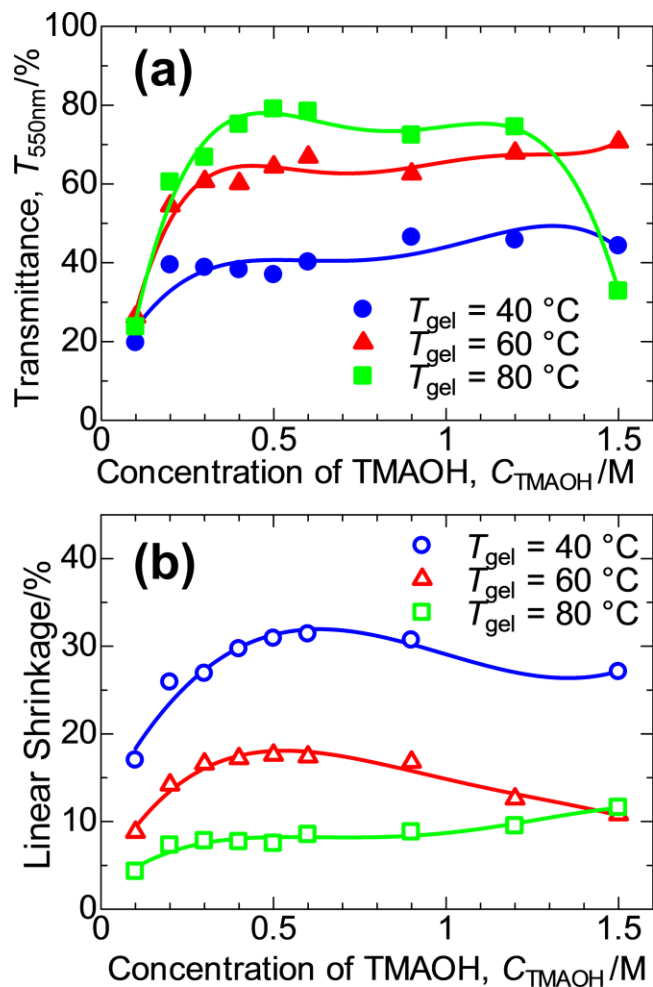 (a)
Transmittance, T550nm/%
100
80
60
40
20
0
Tgel = 40 °C
Tgel = 60 °C
Tgel = 80 °C
0 0.5 1 1.5
Concentration of TMAOH, CTMAOH/M
(b)
Linear Shrinkage/%
40
30
20
10
0
Tgel = 40 °C
Tgel = 60 °C
Tgel = 80 °C
0 0.5 1 1.5
Concentration of TMAOH, CTMAOH/M